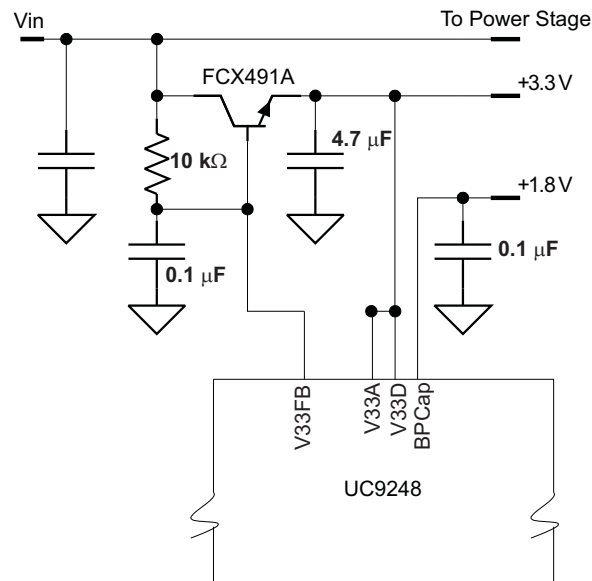 Vin
To Power Stage
FCX491A
+3.3 V
10 kΩ
4.7 μF
+1.8 V
0.1 μF
0.1 μF
V33FB
V33A
V33D
BPCap
UC9248